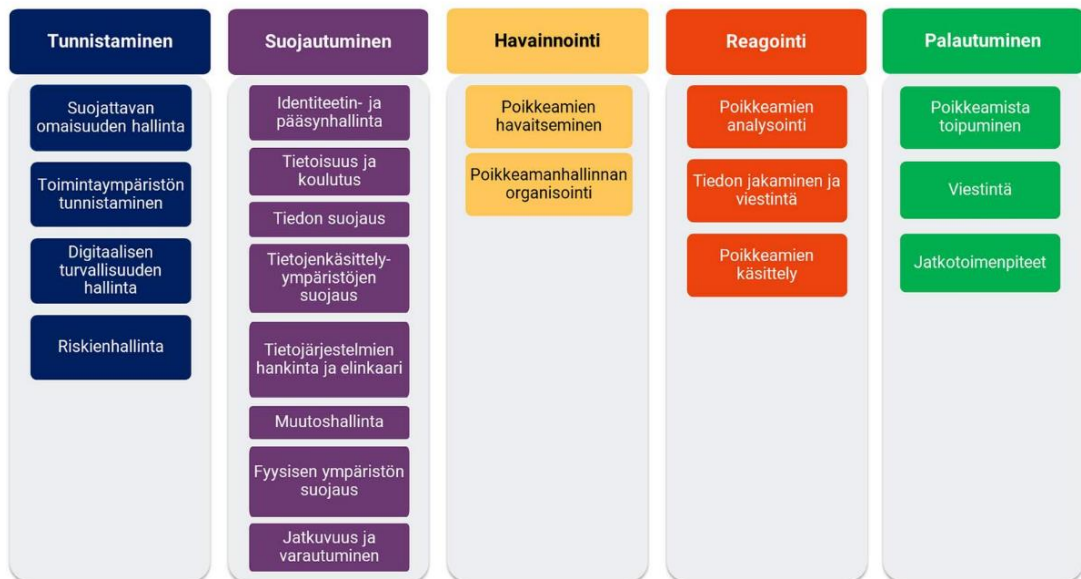 Tunnistaminen
Suojattavan
omaisuuden hallinta
Toimintaympäristön
tunnistaminen
Digitaalisen
turvallisuuden
hallinta
Riskienhallinta
Suojautuminen
Identiteetin- ja
pääsynhallinta
Tietoisuus ja
koulutus
Tiedon suojaus
Tietojenkäsittely-
ympäristöjen
suojaus
Tietojärjestelmien
hankinta ja elinkaari
Muutoshallinta
Fyysisen ympäristön
suojaus
Jatkuvuus ja
varautuminen
Havainnointi
Poikkeamien
havaitseminen
Poikkeamanhallinnan
organisointi
Reagointi
Poikkeamien
analysointi
Tiedon jakaminen ja
viestintä
Poikkeamien
käsittely
Palautuminen
Poikkeamista
toipuminen
Viestintä
Jatkotoimenpiteet